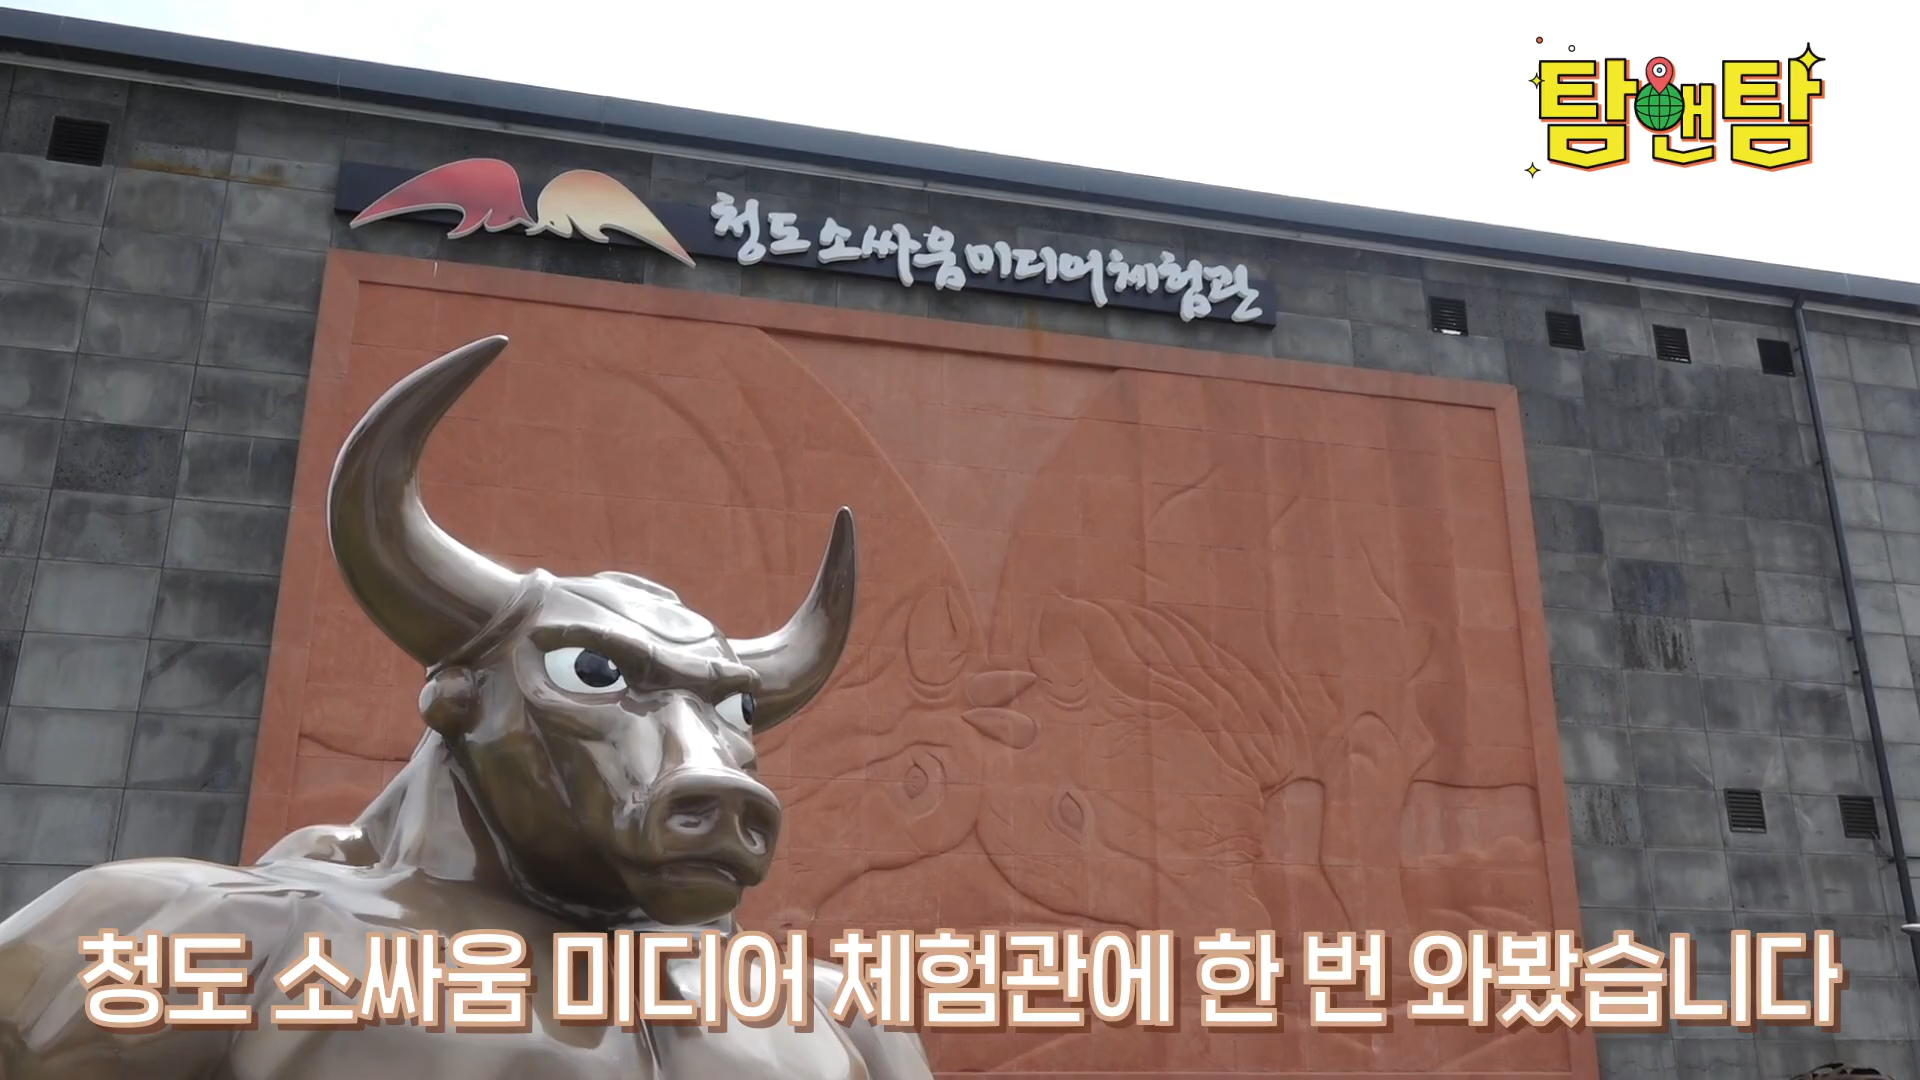 탐앤탐
청도 소싸움 미디어 체험관
청도 소싸움 미디어 체험관에 한 번 와봤습니다